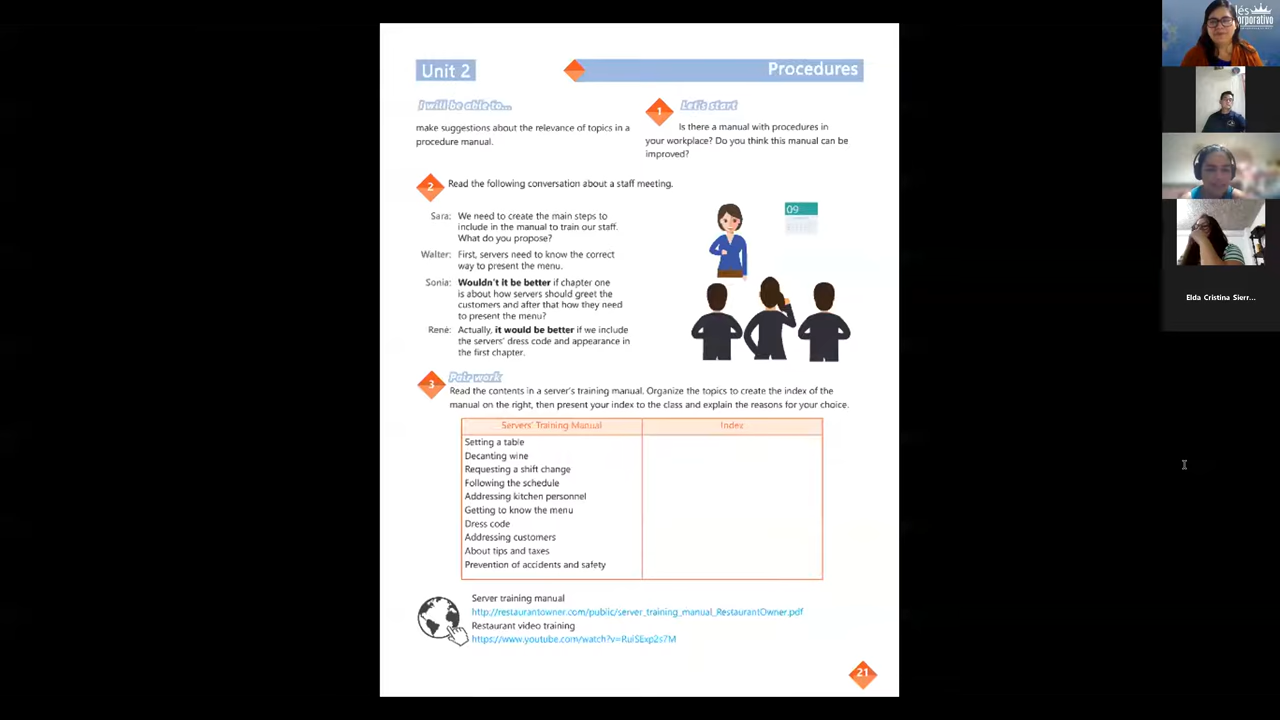 Unit 2
Procedures
I will be able to...
make suggestions about the relevance of topics in a
procedure manual.
1
Let's start
Is there a manual with procedures in
your workplace? Do you think this manual can be
improved?
2
Read the following conversation about a staff meeting.
Sara: We need to create the main steps to
include in the manual to train our staff.
What do you propose?
Walter: First, servers need to know the correct
way to present the menu.
Sonia: Wouldn't it be better if chapter one
is about how servers should greet the
customers and after that how they need
to present the menu?
René: Actually, it would be better if we include
the servers' dress code and appearance in
the first chapter.
09
3
Pair work
Read the contents in a server's training manual. Organize the topics to create the index of the
manual on the right, then present your index to the class and explain the reasons for your choice.
Servers' Training Manual
Index
Setting a table
Decanting wine
Requesting a shift change
Following the schedule
Addressing kitchen personnel
Getting to know the menu
Dress code
Addressing customers
About tips and taxes
Prevention of accidents and safety
Server training manual
http://restaurantowner.com/public/server_training_manual_RestaurantOwner.pdf
Restaurant video training
https://www.youtube.com/watch?v=RuiSExp2s7M
21
lés
orporativo
Elda Cristina Sierr...